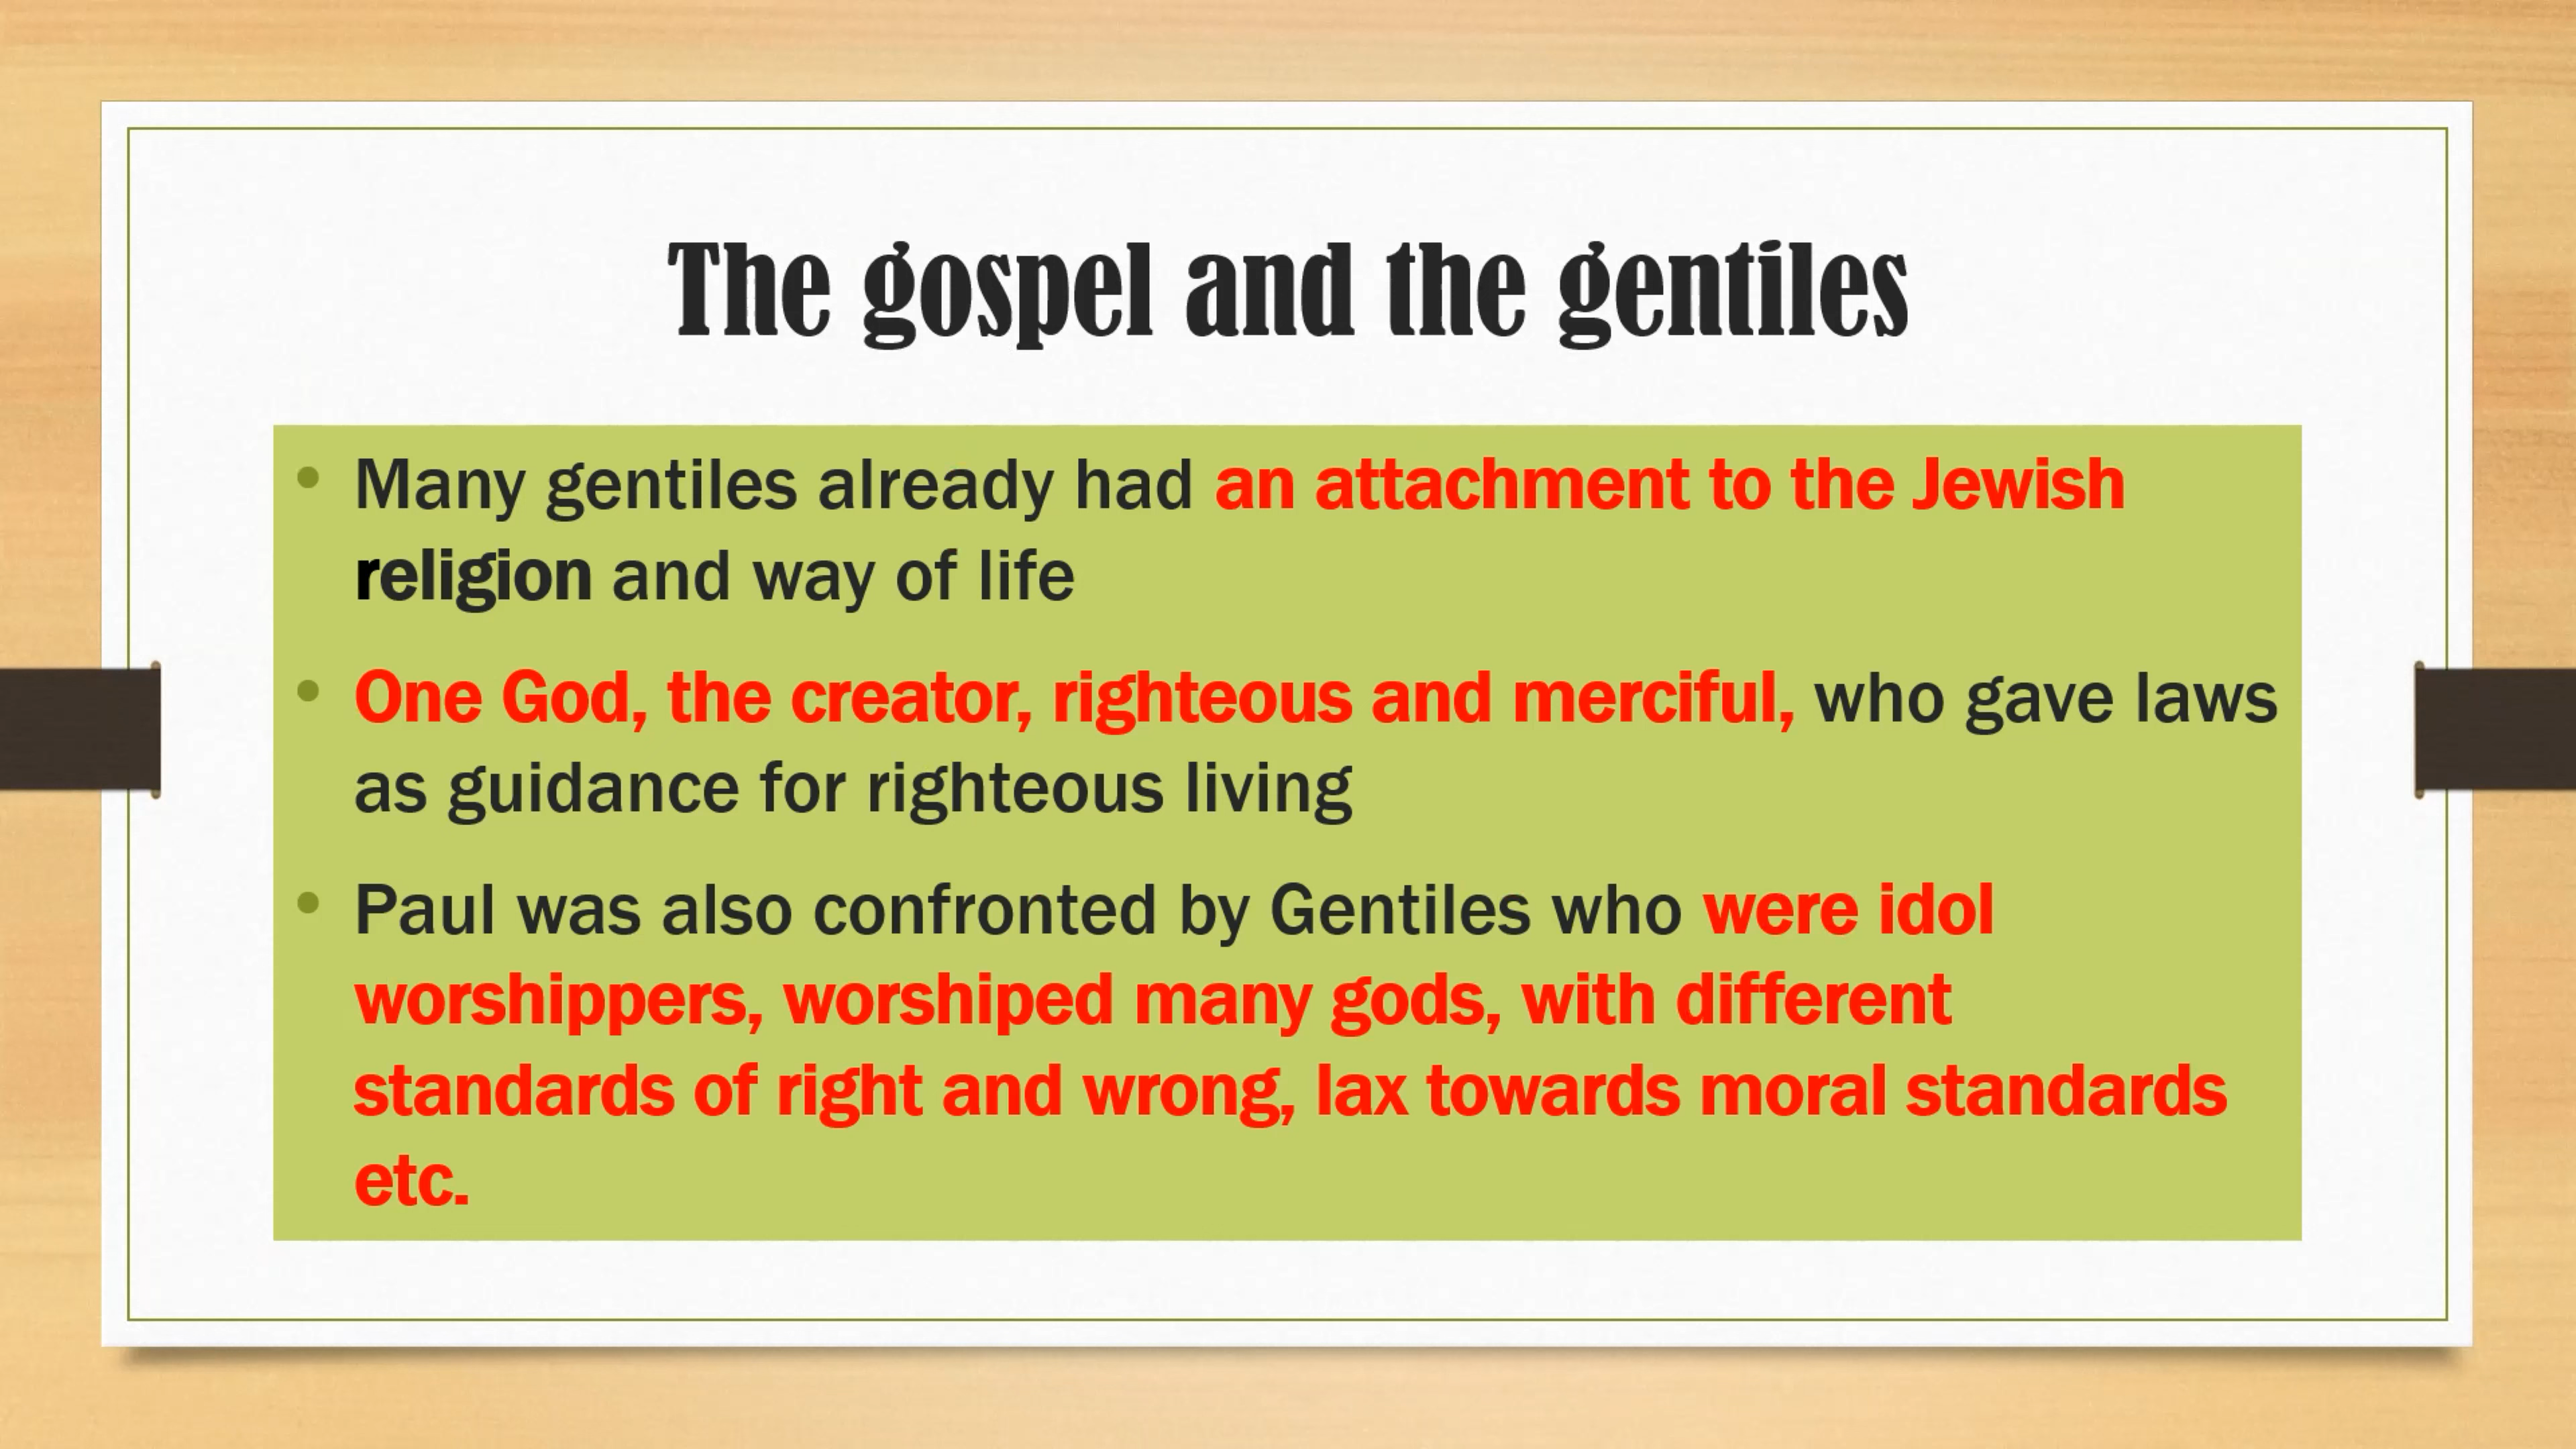 The gospel and the gentiles
• Many gentiles already had an attachment to the Jewish
religion and way of life
• One God, the creator, righteous and merciful, who gave laws
as guidance for righteous living
• Paul was also confronted by Gentiles who were idol
worshippers, worshiped many gods, with different
standards of right and wrong, lax towards moral standards
etc.